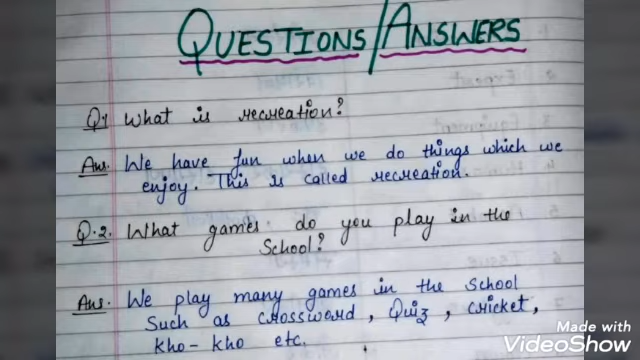 QUESTIONS/ANSWERS
Q1 What is recreation?
Ans. We have fun when we do things which we
enjoy. This is called recreation.
Q.2. What games do you play in the
School?
Ans. We play many games in the School
Such as crossword, Quiz, cricket,
kho-kho etc.
Made with
VideoShow